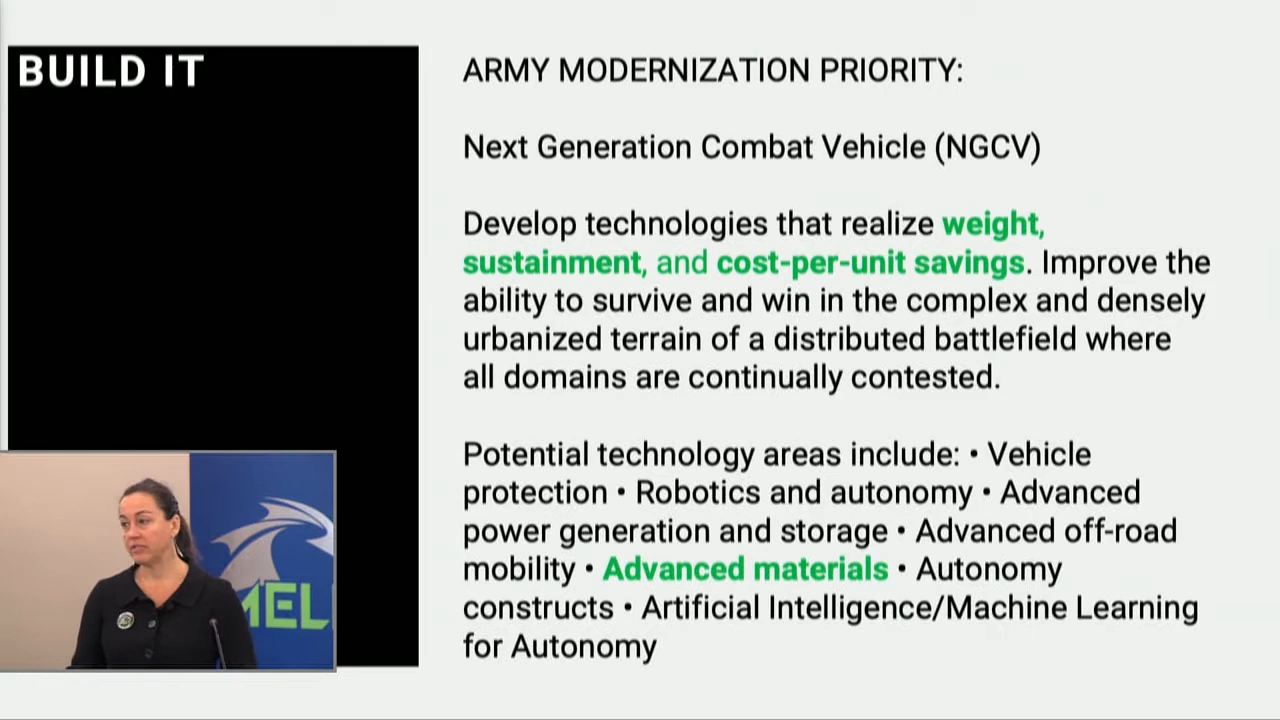 BUILD IT
ARMY MODERNIZATION PRIORITY:
Next Generation Combat Vehicle (NGCV)
Develop technologies that realize weight,
sustainment, and cost-per-unit savings. Improve the
ability to survive and win in the complex and densely
urbanized terrain of a distributed battlefield where
all domains are continually contested.
Potential technology areas include: • Vehicle
protection • Robotics and autonomy • Advanced
power generation and storage • Advanced off-road
mobility • Advanced materials • Autonomy
constructs • Artificial Intelligence/Machine Learning
for Autonomy
MEL